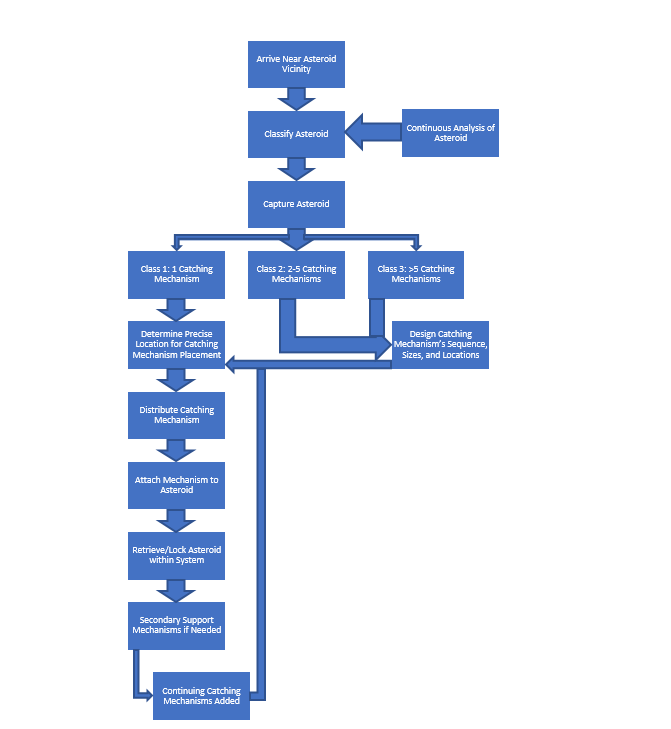 Arrive Near Asteroid
Vicinity
Classify Asteroid
Continuous Analysis of
Asteroid
Capture Asteroid
Class 1: 1 Catching
Mechanism
Class 2: 2-5 Catching
Mechanisms
Class 3: >5 Catching
Mechanisms
Determine Precise
Location for Catching
Mechanism Placement
Design Catching
Mechanism's Sequence,
Sizes, and Locations
Distribute Catching
Mechanism
Attach Mechanism to
Asteroid
Retrieve/Lock Asteroid
within System
Secondary Support
Mechanisms if Needed
Continuing Catching
Mechanisms Added